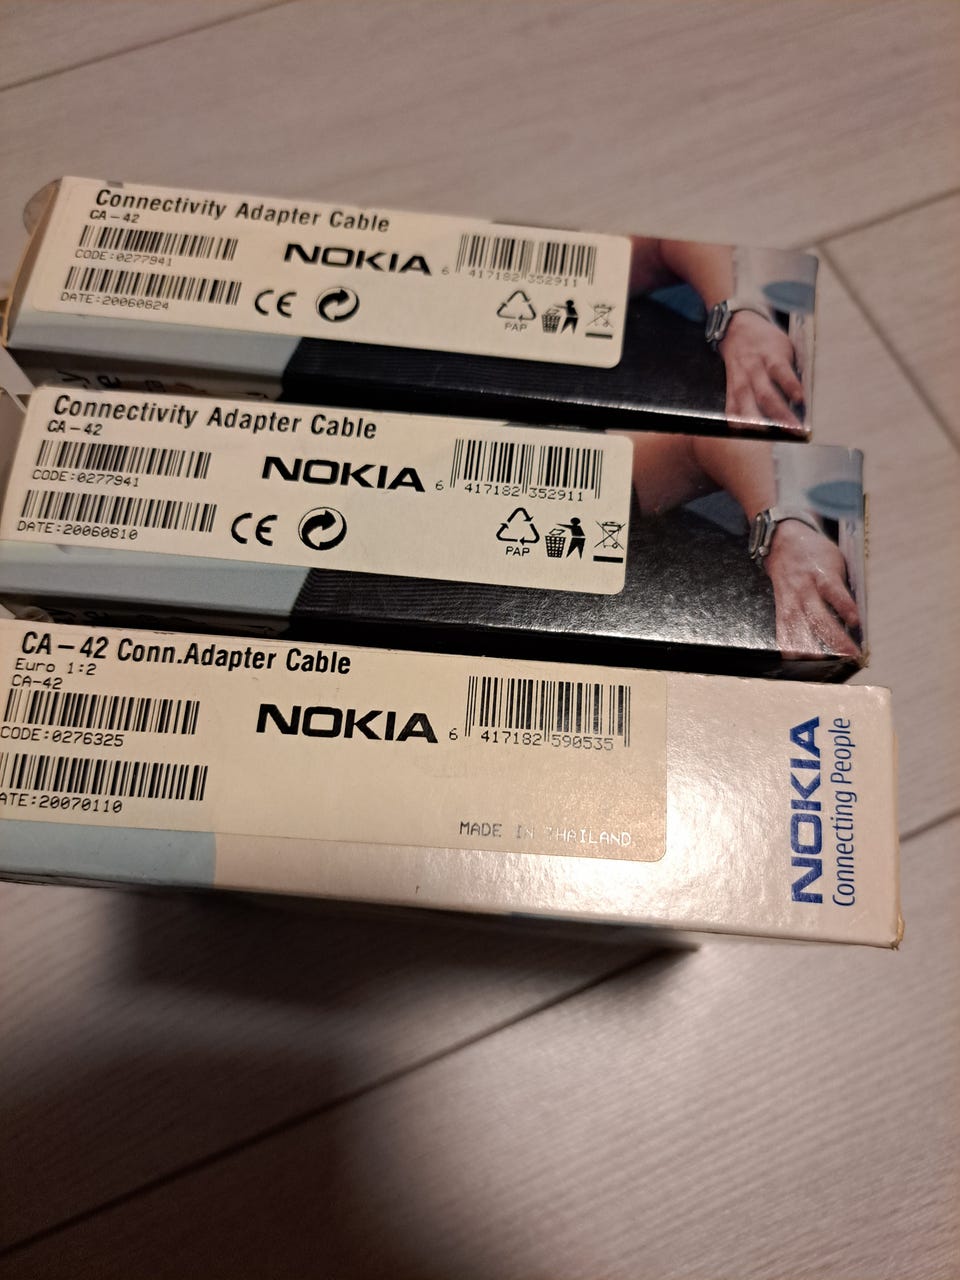 Connectivity Adapter Cable
CA-42
CODE:0277941
NOKIA
6 417182 352911
DATE:20060824
CE
PAP
Connectivity Adapter Cable
CA-42
CODE:0277941
NOKIA
6 417182 352911
DATE:20060810
CE
PAP
CA-42 Conn.Adapter Cable
Euro 1:2
CA-42
CODE:0276325
NOKIA
6 417182 590535
ATE:20070110
MADE IN THAILAND
NOKIA
Connecting People